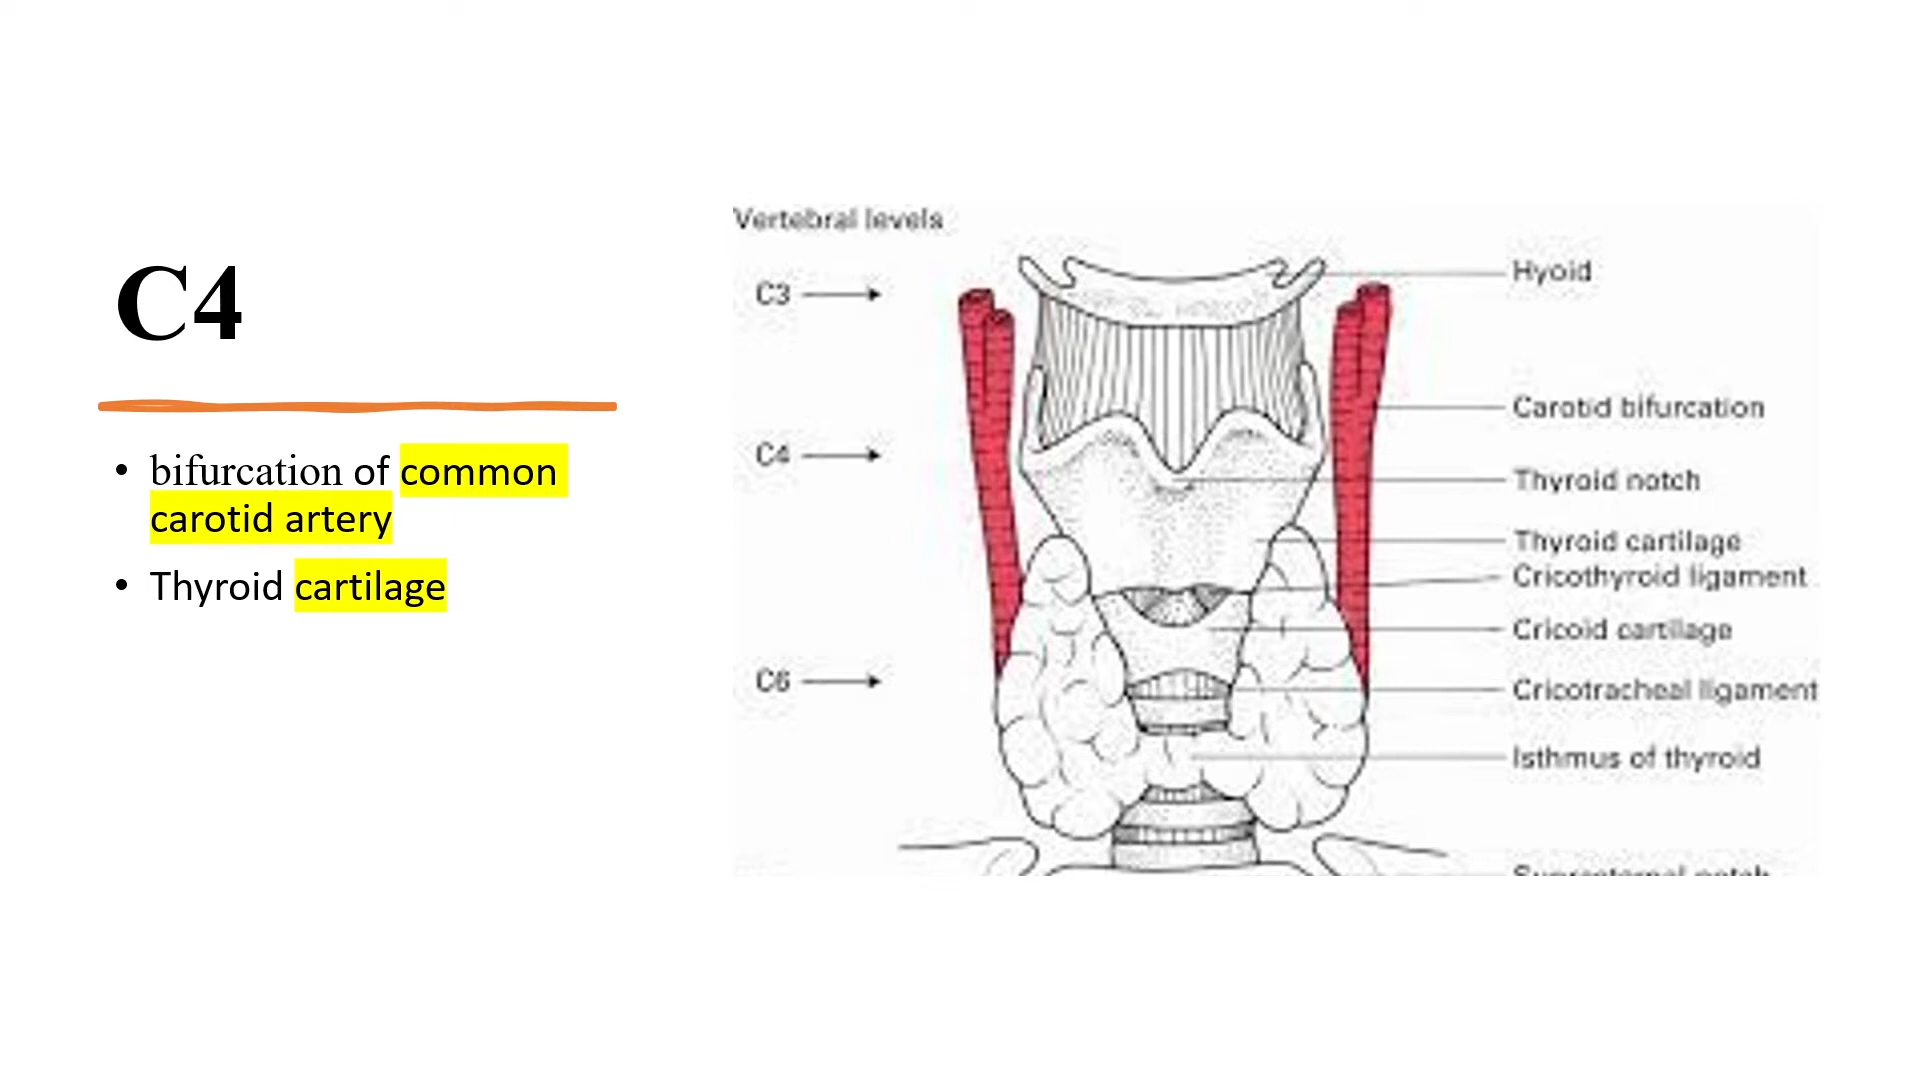 C4
• bifurcation of common
carotid artery
• Thyroid cartilage
Vertebral levels
C3
C4
C6
Hyoid
Carotid bifurcation
Thyroid notch
Thyroid cartilage
Cricothyroid ligament
Cricoid cartilage
Cricotracheal ligament
Isthmus of thyroid